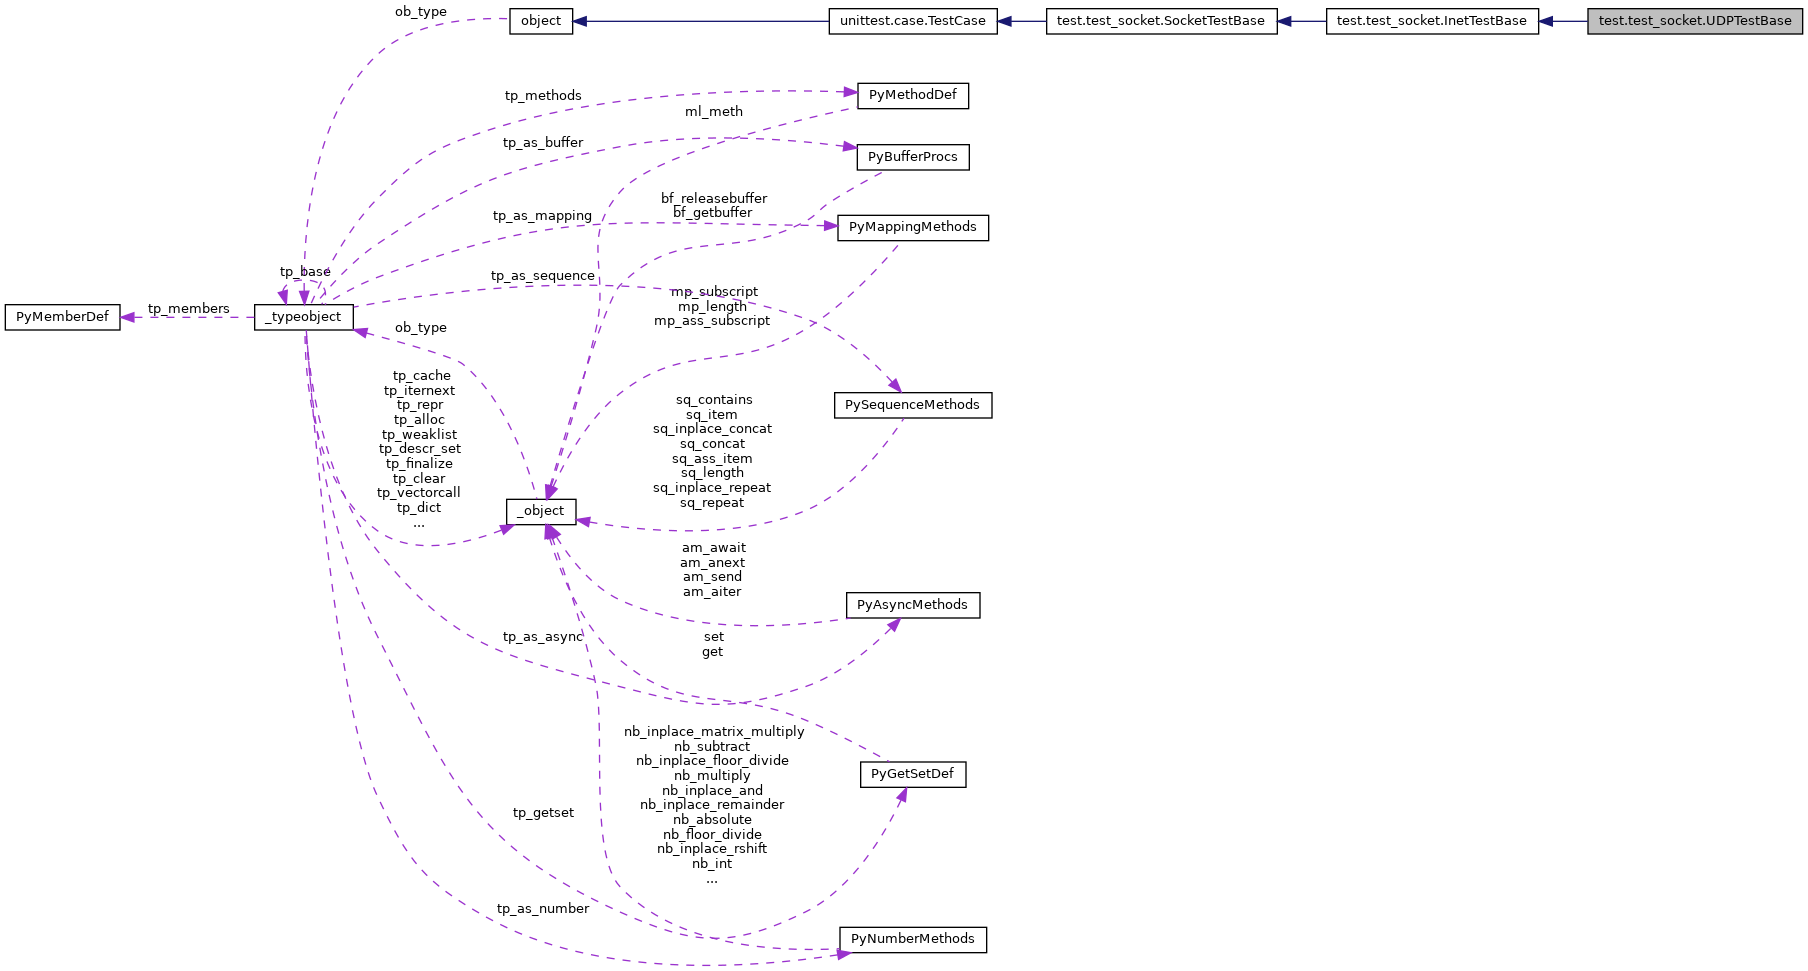 ob_type
object
unittest.case.TestCase
test.test_socket.SocketTestBase
test.test_socket.InetTestBase
test.test_socket.UDPTestBase
tp_methods
PyMethodDef
ml_meth
tp_as_buffer
PyBufferProcs
bf_releasebuffer
bf_getbuffer
tp_as_mapping
PyMappingMethods
tp_base
tp_as_sequence
mp_subscript
mp_length
mp_ass_subscript
PyMemberDef
tp_members
_typeobject
ob_type
tp_cache
tp_iternext
tp_repr
tp_alloc
tp_weaklist
tp_descr_set
tp_finalize
tp_clear
tp_vectorcall
tp_dict
...
PySequenceMethods
sq_contains
sq_item
sq_inplace_concat
sq_concat
sq_ass_item
sq_length
sq_inplace_repeat
sq_repeat
_object
am_await
am_anext
am_send
am_aiter
PyAsyncMethods
tp_as_async
set
get
nb_inplace_matrix_multiply
nb_subtract
nb_inplace_floor_divide
nb_multiply
nb_inplace_and
nb_inplace_remainder
nb_absolute
nb_floor_divide
nb_inplace_rshift
nb_int
...
PyGetSetDef
tp_getset
tp_as_number
PyNumberMethods